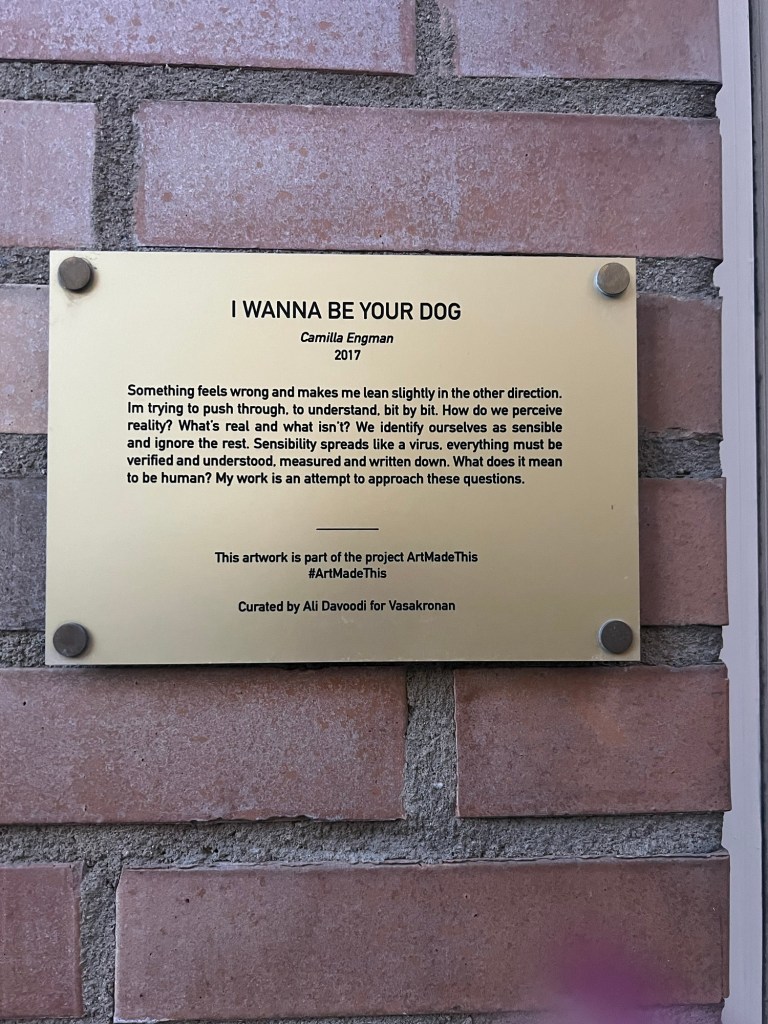 I WANNA BE YOUR DOG
Camilla Engman
2017
Something feels wrong and makes me lean slightly in the other direction.
Im trying to push through, to understand, bit by bit. How do we perceive
reality? What's real and what isn't? We identify ourselves as sensible
and ignore the rest. Sensibility spreads like a virus, everything must be
verified and understood, measured and written down. What does it mean
to be human? My work is an attempt to approach these questions.
This artwork is part of the project ArtMadeThis
#ArtMadeThis
Curated by Ali Davoodi for Vasakronan